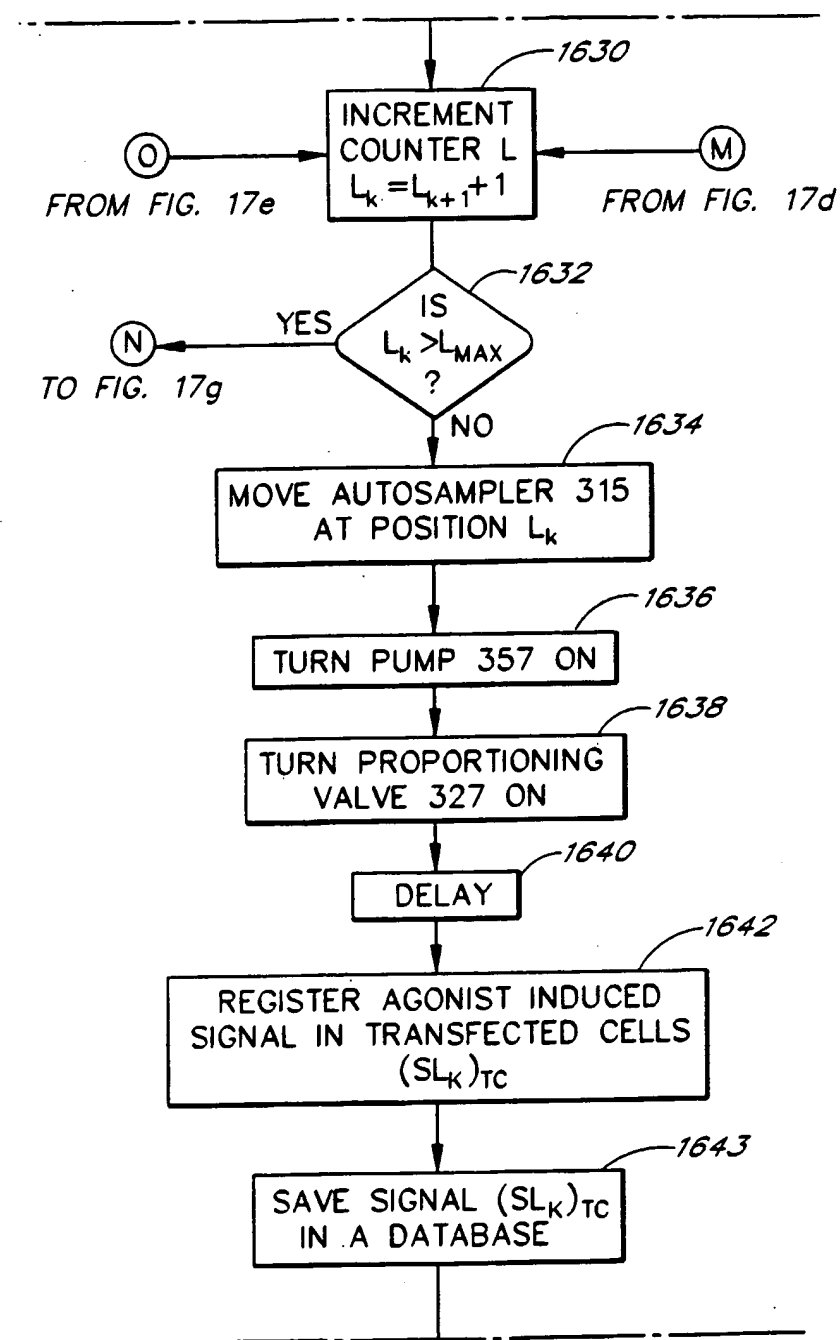 1630
INCREMENT
COUNTER L
Lk =Lk+1+1
O
FROM FIG. 17e
M
FROM FIG. 17d
1632
IS
Lk >LMAX
?
YES
N
TO FIG. 17g
NO
1634
MOVE AUTOSAMPLER 315
AT POSITION Lk
1636
TURN PUMP 357 ON
1638
TURN PROPORTIONING
VALVE 327 ON
1640
DELAY
1642
REGISTER AGONIST INDUCED
SIGNAL IN TRANSFECTED CELLS
(SLK)TC
1643
SAVE SIGNAL (SLK)TC
IN A DATABASE